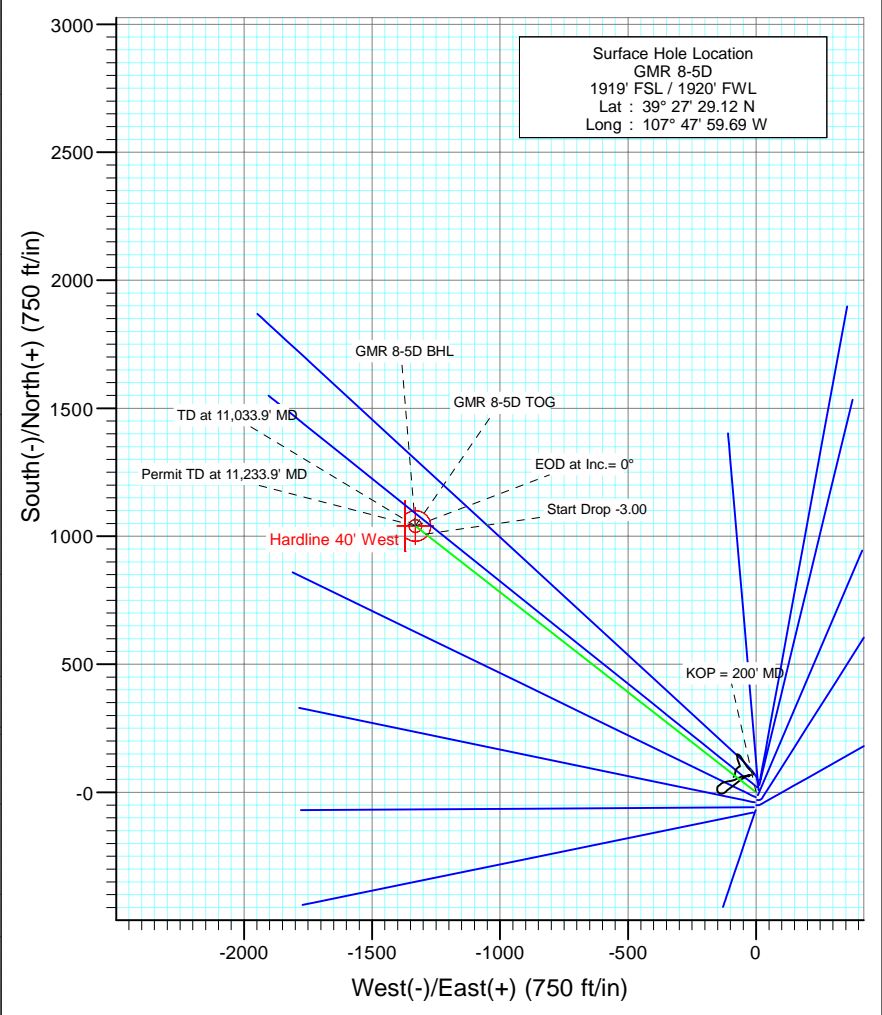 3000
2500
2000
1500
1000
500
-0
South(-)/North(+) (750 ft/in)
Surface Hole Location
GMR 8-5D
1919' FSL / 1920' FWL
Lat : 39° 27' 29.12 N
Long : 107° 47' 59.69 W
GMR 8-5D BHL
GMR 8-5D TOG
TD at 11,033.9' MD
EOD at Inc.= 0°
Permit TD at 11,233.9' MD
Start Drop -3.00
Hardline 40' West
KOP = 200' MD
-2000
-1500
-1000
-500
0
West(-)/East(+) (750 ft/in)